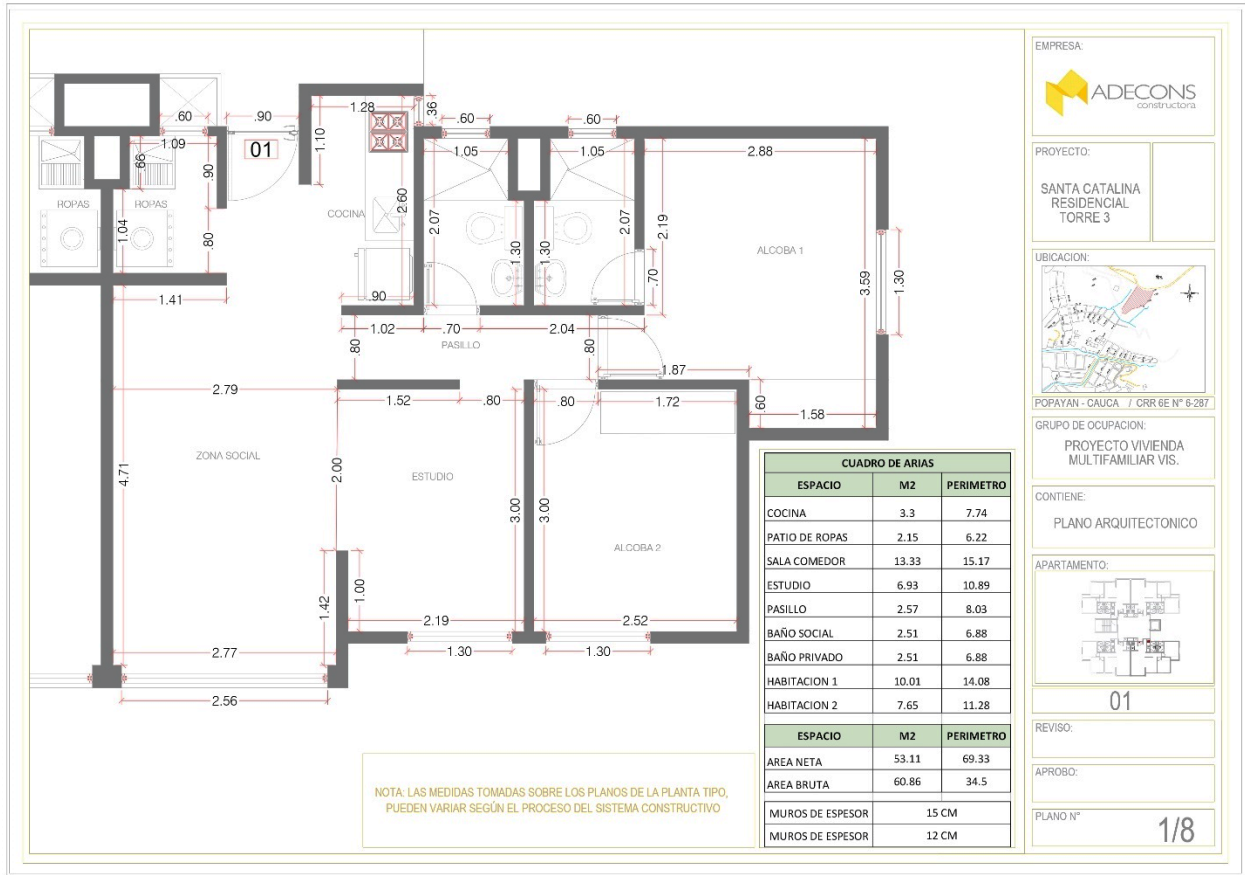 .60
.90
1.28
.36
.60
.60
1.09
01
1.10
1.05
1.05
2.88
.66
.90
ROPAS
ROPAS
COCINA
2.60
2.07
2.07
2.19
1.04
.80
1.30
1.30
ALCOBA 1
.70
3.59
1.30
.90
1.41
1.02
.70
2.04
PASILLO
.80
.80
1.87
2.79
1.52
.80
.80
1.72
.60
1.58
ZONA SOCIAL
4.71
2.00
ESTUDIO
3.00
3.00
ALCOBA 2
1.42
1.00
2.19
2.52
2.77
1.30
1.30
2.56
CUADRO DE ARIAS
ESPACIO M2 PERIMETRO
COCINA 3.3 7.74
PATIO DE ROPAS 2.15 6.22
SALA COMEDOR 13.33 15.17
ESTUDIO 6.93 10.89
PASILLO 2.57 8.03
BAÑO SOCIAL 2.51 6.88
BAÑO PRIVADO 2.51 6.88
HABITACION 1 10.01 14.08
HABITACION 2 7.65 11.28
ESPACIO M2 PERIMETRO
AREA NETA 53.11 69.33
AREA BRUTA 60.86 34.5
MUROS DE ESPESOR 15 CM
MUROS DE ESPESOR 12 CM
NOTA: LAS MEDIDAS TOMADAS SOBRE LOS PLANOS DE LA PLANTA TIPO,
PUEDEN VARIAR SEGÚN EL PROCESO DEL SISTEMA CONSTRUCTIVO
EMPRESA:
ADECONS
constructora
PROYECTO:
SANTA CATALINA
RESIDENCIAL
TORRE 3
UBICACION:
POPAYAN - CAUCA / CRR 6E N° 6-287
GRUPO DE OCUPACION:
PROYECTO VIVIENDA
MULTIFAMILIAR VIS.
CONTIENE:
PLANO ARQUITECTONICO
APARTAMENTO:
01
REVISO:
APROBO:
PLANO N°
1/8